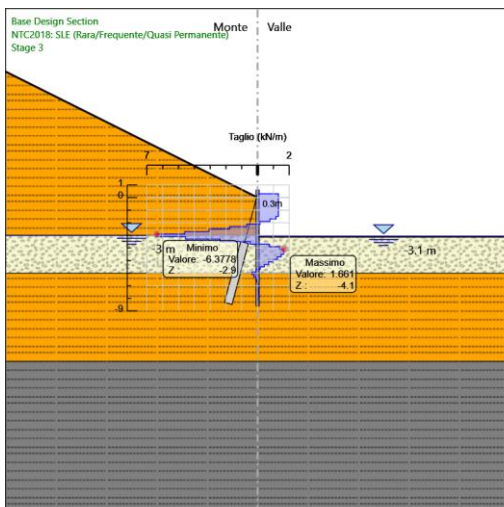 Base Design Section
NTC2018: SLE (Rara/Frequente/Quasi Permanente)
Stage 3
Monte
Valle
Taglio (kN/m)
7
2
1
0
0.3m
-3.1 m
3 m
Minimo
Valore: -6.3778
Z : -2.9
Massimo
Valore: 1.661
Z : -4.1
-9